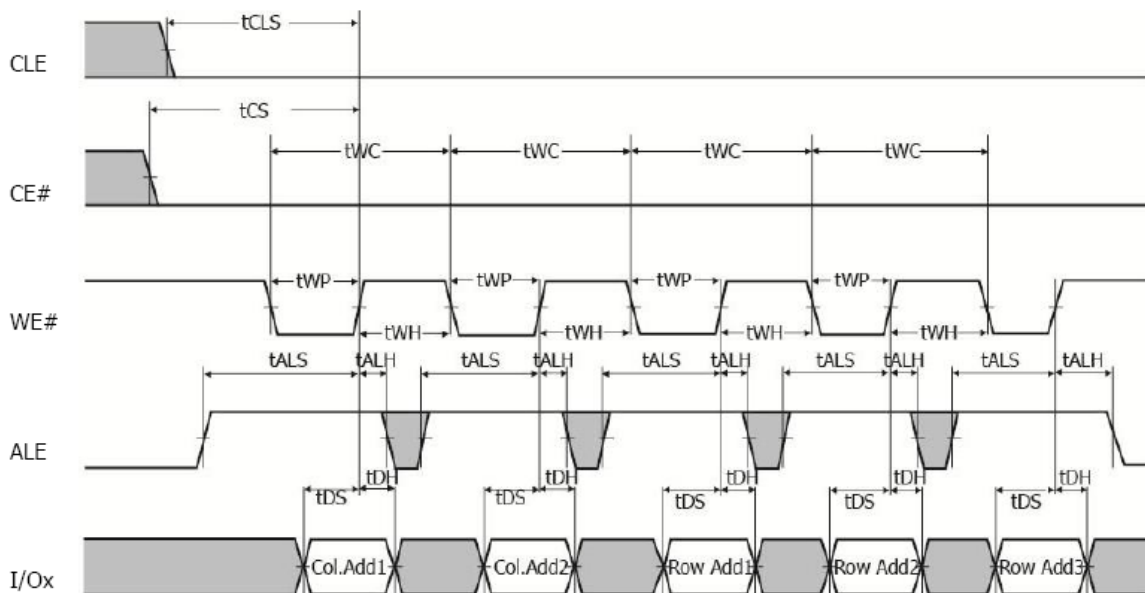 tCLS
CLE
tCS
tWC tWC tWC tWC
CE#
tWP tWP tWP tWP
WE#
tWH tWH tWH tWH
tALS tALH tALS tALH tALS tALH tALS tALH tALS tALH
ALE
tDS tDH tDS tDH tDS tDH tDS tDH tDS tDH
I/Ox Col.Add1 Col.Add2 Row Add1 Row Add2 Row Add3